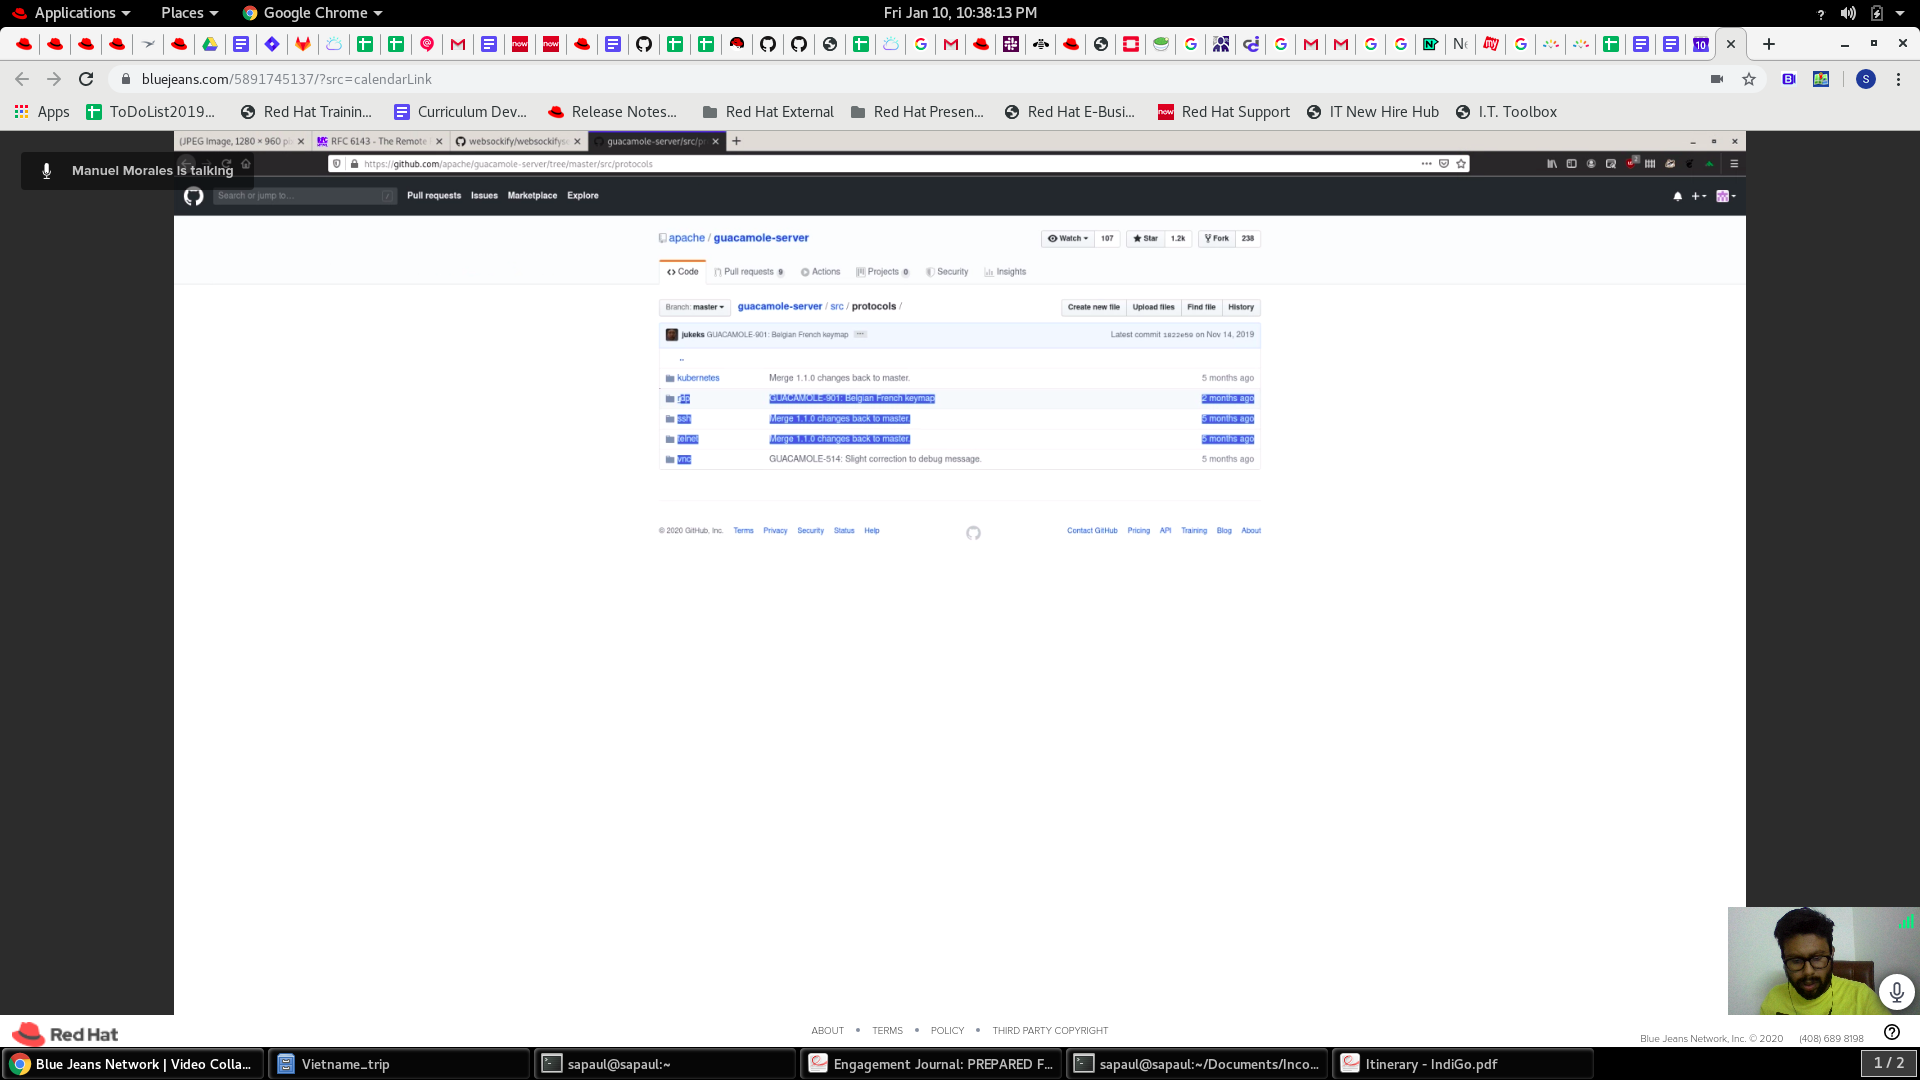 Applications Places Google Chrome Fri Jan 10, 10:38:13 PM
bluejeans.com/5891745137/?src=calendarLink
Apps ToDoList2019... Red Hat Trainin... Curriculum Dev... Release Notes... Red Hat External Red Hat Presen... Red Hat E-Busi... Red Hat Support IT New Hire Hub I.T. Toolbox
(JPEG Image, 1280 × 960 pi RFC 6143 - The Remote websockify/websockify guacamole-server/src/pr
Manuel Morales is talking
https://github.com/apache/guacamole-server/tree/master/src/protocols
Search or jump to... Pull requests Issues Marketplace Explore
apache / guacamole-server Watch 107 Star 1.2k Fork 238
Code Pull requests 9 Actions Projects 0 Security Insights
Branch: master guacamole-server / src / protocols / Create new file Upload files Find file History
jukeks GUACAMOLE-901: Belgian French keymap Latest commit on Nov 14, 2019
..
kubernetes Merge 1.1.0 changes back to master. 5 months ago
rdp GUACAMOLE-901: Belgian French keymap 2 months ago
ssh Merge 1.1.0 changes back to master. 5 months ago
telnet Merge 1.1.0 changes back to master. 5 months ago
vnc GUACAMOLE-514: Slight correction to debug message. 5 months ago
© 2020 GitHub, Inc. Terms Privacy Security Status Help Contact GitHub Pricing API Training Blog About
Red Hat
ABOUT • TERMS • POLICY • THIRD PARTY COPYRIGHT
Blue Jeans Network, Inc. © 2020 (408) 689 8198
Blue Jeans Network | Video Colla... Vietname_trip sapaul@sapaul:~ Engagement Journal: PREPARED F... sapaul@sapaul:~/Documents/Inco... Itinerary - IndiGo.pdf 1 / 2